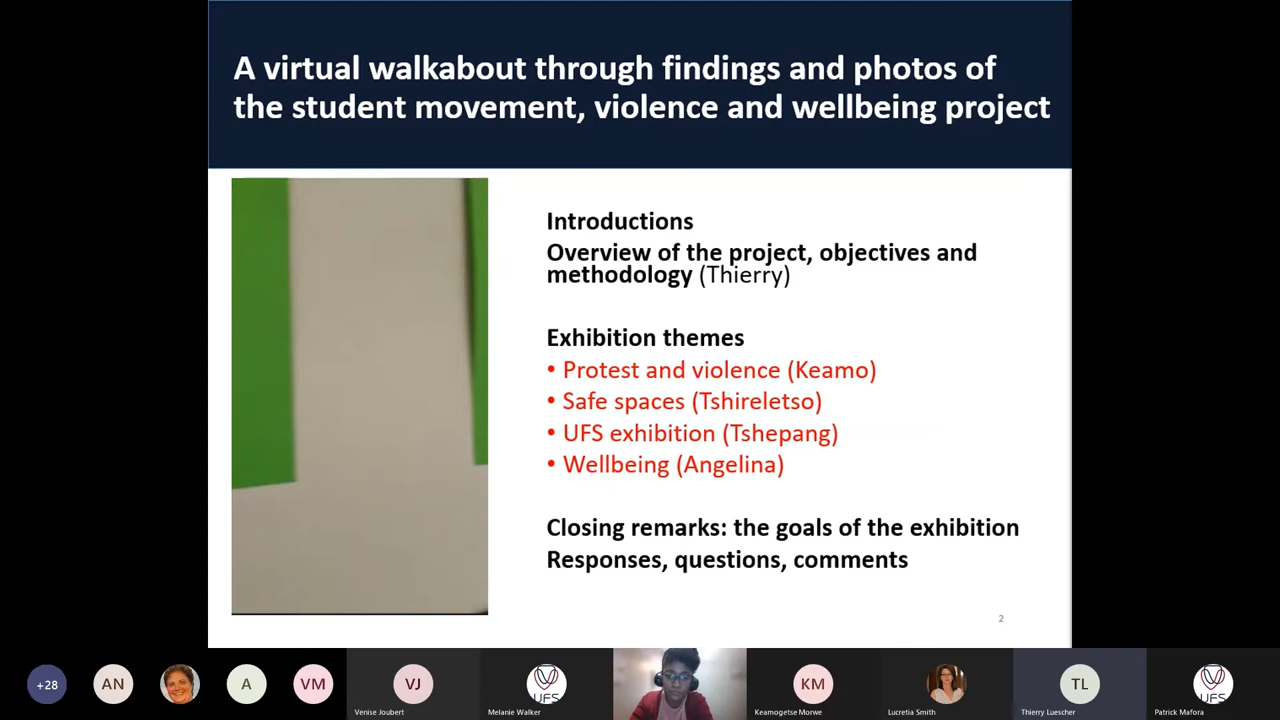 A virtual walkabout through findings and photos of
the student movement, violence and wellbeing project
Introductions
Overview of the project, objectives and
methodology (Thierry)
Exhibition themes
• Protest and violence (Keamo)
• Safe spaces (Tshireletso)
• UFS exhibition (Tshepang)
• Wellbeing (Angelina)
Closing remarks: the goals of the exhibition
Responses, questions, comments
2
+28
AN
A
VM
VJ
Venise Joubert
UFS
Melanie Walker
KM
Keamogetse Morwe
Lucretia Smith
TL
Thierry Luescher
UFS
Patrick Mafora